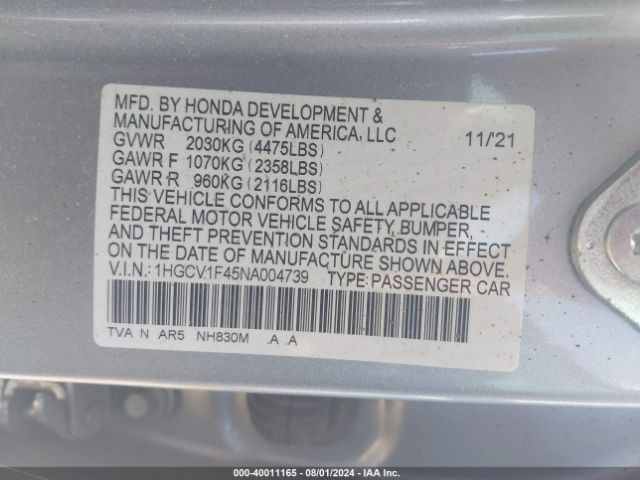 MFD. BY HONDA DEVELOPMENT &
MANUFACTURING OF AMERICA, LLC 11/'21
GVWR 2030KG (4475LBS)
GAWR F 1070KG (2358LBS)
GAWR R 960KG (2116LBS)
THIS VEHICLE CONFORMS TO ALL APPLICABLE
FEDERAL MOTOR VEHICLE SAFETY, BUMPER,
AND THEFT PREVENTION STANDARDS IN EFFECT
ON THE DATE OF MANUFACTURE SHOWN ABOVE.
V.I.N.: 1HGCV1F45NA004739 TYPE:PASSENGER CAR
TVA N AR5 NH830M .A .A
000-40011165 - 08/01/2024 - IAA Inc.